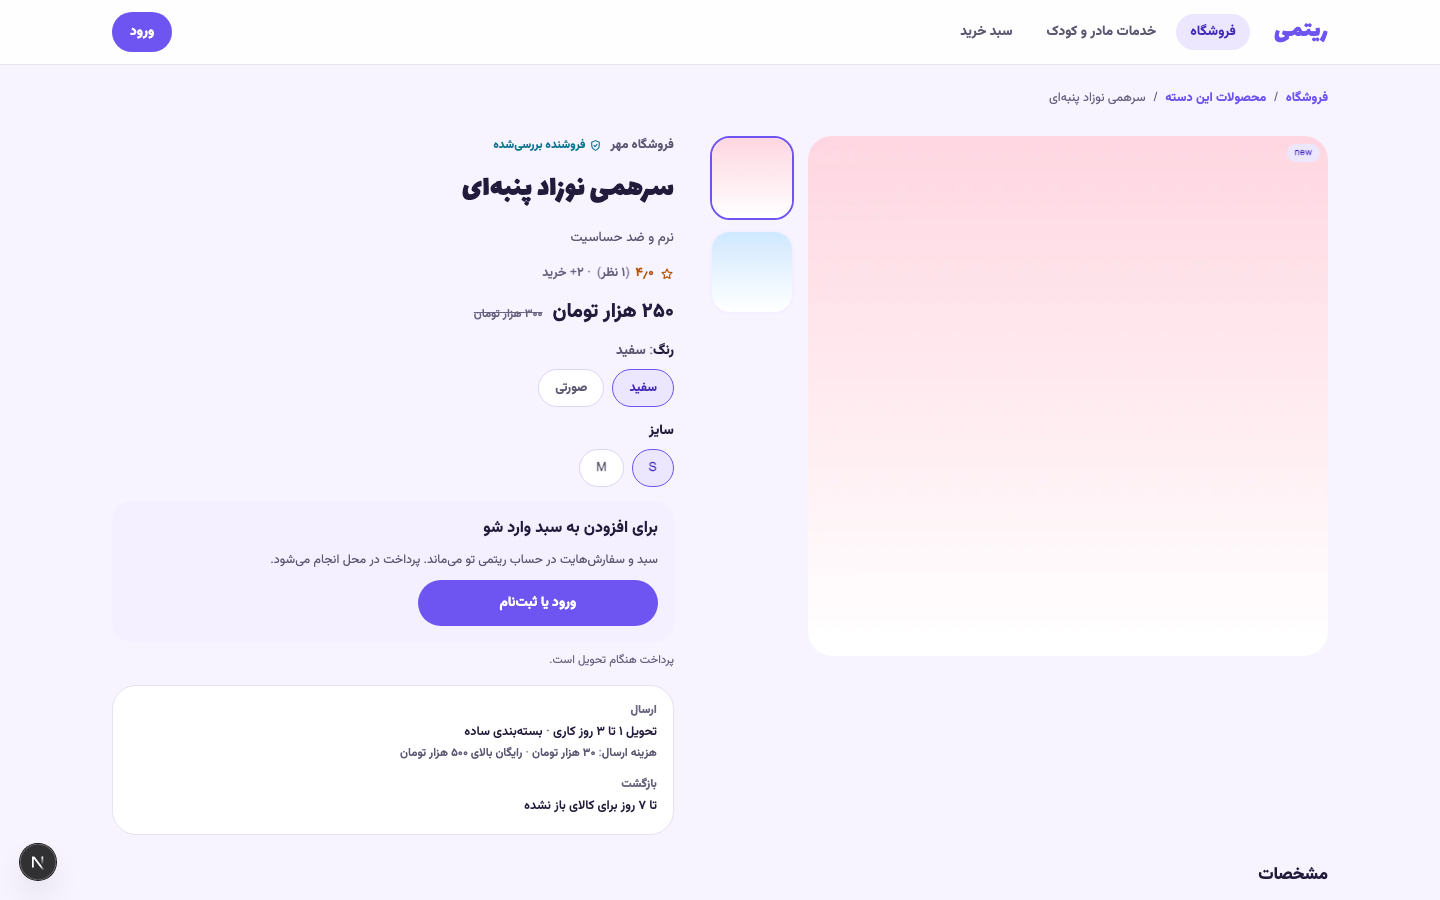 ریتمی
فروشگاه
خدمات مادر و کودک
سبد خرید
ورود
فروشگاه / محصولات این دسته / سرهمی نوزاد پنبه‌ای
new
فروشگاه مهر فروشنده بررسی‌شده
سرهمی نوزاد پنبه‌ای
نرم و ضد حساسیت
۴٫۰ (۱ نظر) · ۲+ خرید
۲۵۰ هزار تومان ۳۰۰ هزار تومان
رنگ: سفید
سفید
صورتی
سایز
S
M
برای افزودن به سبد وارد شو
سبد و سفارش‌هایت در حساب ریتمی تو می‌ماند. پرداخت در محل انجام می‌شود.
ورود یا ثبت‌نام
پرداخت هنگام تحویل است.
ارسال
تحویل ۱ تا ۳ روز کاری · بسته‌بندی ساده
هزینه ارسال: ۳۰ هزار تومان · رایگان بالای ۵۰۰ هزار تومان
بازگشت
تا ۷ روز برای کالای باز نشده
مشخصات